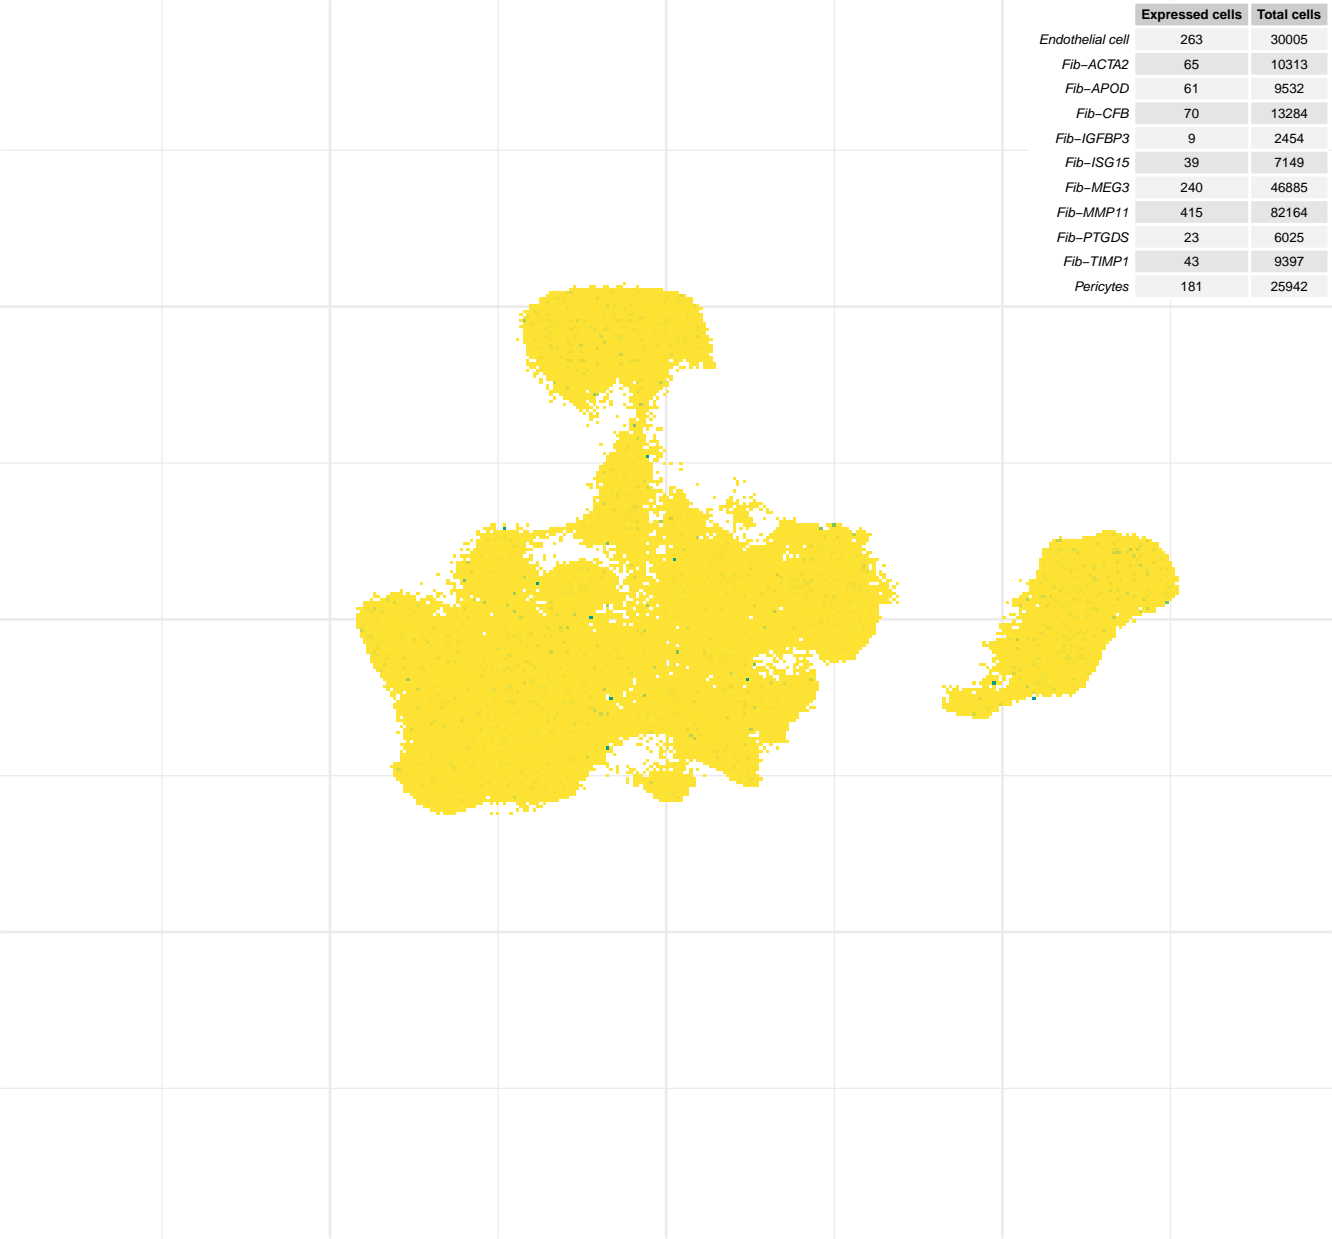 Expressed cells Total cells
Endothelial cell 263 30005
Fib−ACTA2 65 10313
Fib−APOD 61 9532
Fib−CFB 70 13284
Fib−IGFBP3 9 2454
Fib−ISG15 39 7149
Fib−MEG3 240 46885
Fib−MMP11 415 82164
Fib−PTGDS 23 6025
Fib−TIMP1 43 9397
Pericytes 181 25942